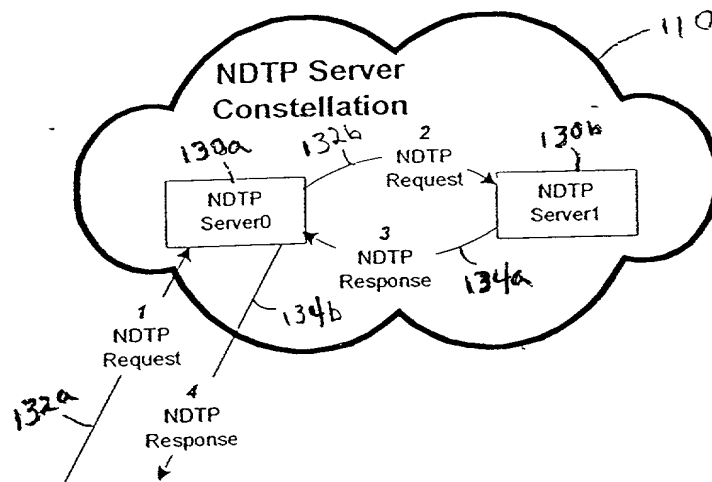 110
NDTP Server
Constellation
130a
132b
2
NDTP
Request
130b
NDTP
Server0
NDTP
Server1
3
NDTP
Response
134a
134b
1
NDTP
Request
132a
4
NDTP
Response